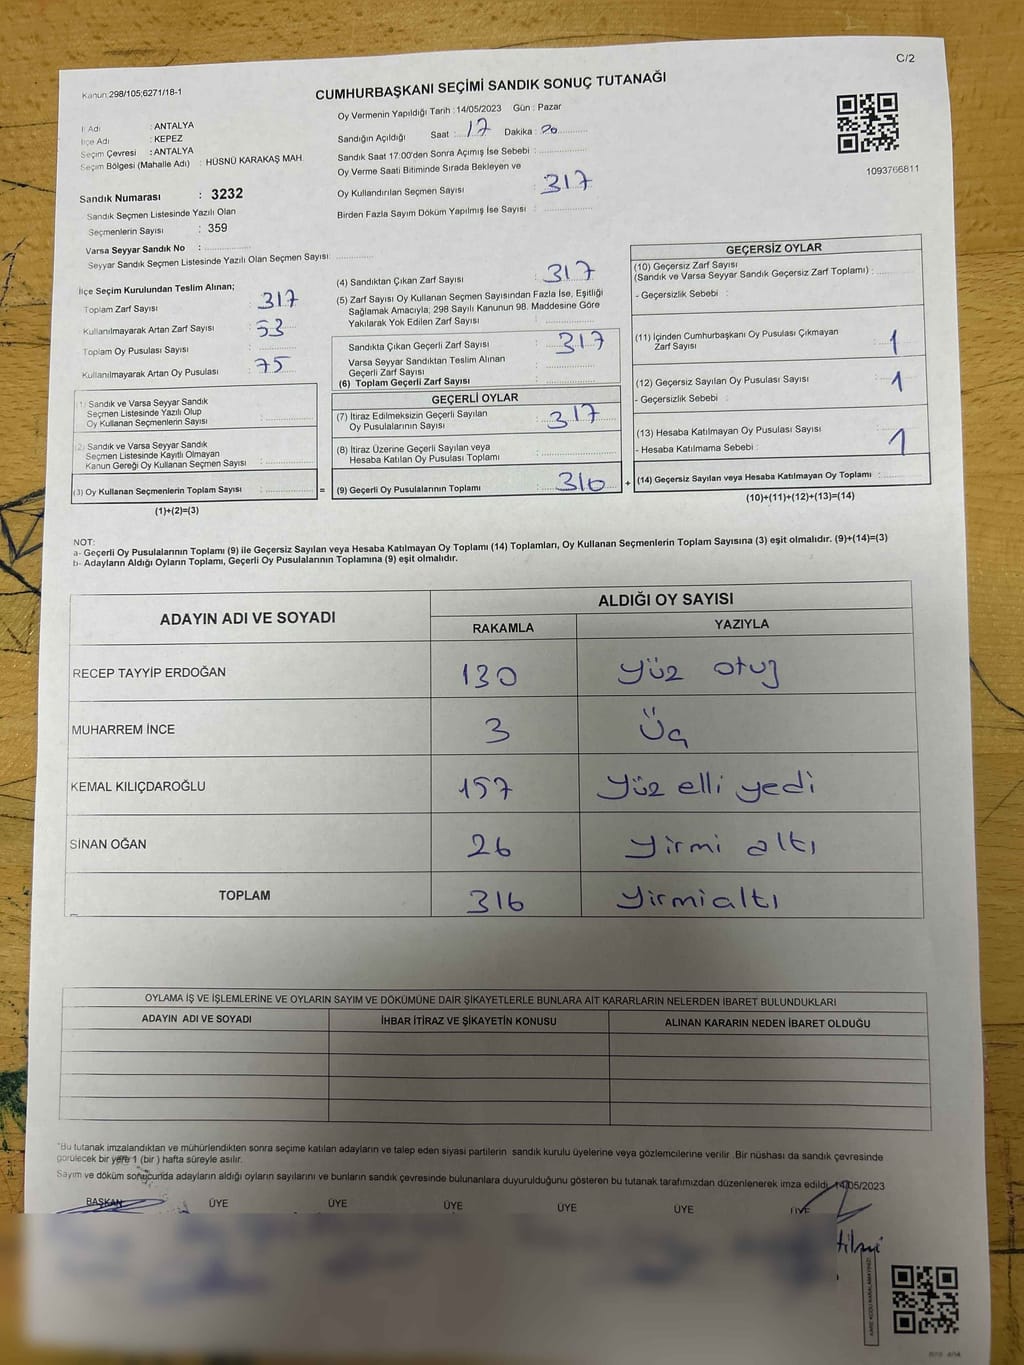 C/2
Kanun:298/105;6271/18-1
CUMHURBAŞKANI SEÇİMİ SANDIK SONUÇ TUTANAĞI
1093766811
İl Adı : ANTALYA
İlçe Adı : KEPEZ
Seçim Çevresi : ANTALYA
Seçim Bölgesi (Mahalle Adı) : HÜSNÜ KARAKAŞ MAH.
Sandık Numarası : 3232
Sandık Seçmen Listesinde Yazılı Olan
Seçmenlerin Sayısı : 359
Varsa Seyyar Sandık No :
Seyyar Sandık Seçmen Listesinde Yazılı Olan Seçmen Sayısı:
Oy Vermenin Yapıldığı Tarih :14/05/2023 Gün : Pazar
Sandığın Açıldığı Saat : 17 Dakika : 20
Sandık Saat 17:00'den Sonra Açımış İse Sebebi :
Oy Verme Saati Bitiminde Sırada Bekleyen ve
Oy Kullandırılan Seçmen Sayısı : 317
Birden Fazla Sayım Döküm Yapılmış İse Sayısı :
İlçe Seçim Kurulundan Teslim Alınan;
Toplam Zarf Sayısı : 317
Kullanılmayarak Artan Zarf Sayısı : 53
Toplam Oy Pusulası Sayısı :
Kullanılmayarak Artan Oy Pusulası : 75
(1) Sandık ve Varsa Seyyar Sandık
Seçmen Listesinde Yazılı Olup
Oy Kullanan Seçmenlerin Sayısı :
(2) Sandık ve Varsa Seyyar Sandık
Seçmen Listesinde Kayıtlı Olmayan
Kanun Gereği Oy Kullanan Seçmen Sayısı :
(3) Oy Kullanan Seçmenlerin Toplam Sayısı : =
(1)+(2)=(3)
(4) Sandıktan Çıkan Zarf Sayısı : 317
(5) Zarf Sayısı Oy Kullanan Seçmen Sayısından Fazla İse, Eşitliği
Sağlamak Amacıyla; 298 Sayılı Kanunun 98. Maddesine Göre
Yakılarak Yok Edilen Zarf Sayısı :
Sandıkta Çıkan Geçerli Zarf Sayısı : 317
Varsa Seyyar Sandıktan Teslim Alınan
Geçerli Zarf Sayısı :
(6) Toplam Geçerli Zarf Sayısı :
GEÇERLİ OYLAR
(7) İtiraz Edilmeksizin Geçerli Sayılan
Oy Pusulalarının Sayısı : 317
(8) İtiraz Üzerine Geçerli Sayılan veya
Hesaba Katılan Oy Pusulası Toplamı :
(9) Geçerli Oy Pusulalarının Toplamı : 316 +
GEÇERSİZ OYLAR
(10) Geçersiz Zarf Sayısı
(Sandık ve Varsa Seyyar Sandık Geçersiz Zarf Toplamı) :
- Geçersizlik Sebebi :
(11) İçinden Cumhurbaşkanı Oy Pusulası Çıkmayan
Zarf Sayısı : 1
(12) Geçersiz Sayılan Oy Pusulası Sayısı : 1
- Geçersizlik Sebebi :
(13) Hesaba Katılmayan Oy Pusulası Sayısı : 1
- Hesaba Katılmama Sebebi :
(14) Geçersiz Sayılan veya Hesaba Katılmayan Oy Toplamı :
(10)+(11)+(12)+(13)=(14)
NOT:
a- Geçerli Oy Pusulalarının Toplamı (9) ile Geçersiz Sayılan veya Hesaba Katılmayan Oy Toplamı (14) Toplamları, Oy Kullanan Seçmenlerin Toplam Sayısına (3) eşit olmalıdır. (9)+(14)=(3)
b- Adayların Aldığı Oyların Toplamı, Geçerli Oy Pusulalarının Toplamına (9) eşit olmalıdır.
ADAYIN ADI VE SOYADI
ALDIĞI OY SAYISI
RAKAMLA YAZIYLA
RECEP TAYYİP ERDOĞAN 130 yüz otuz
MUHARREM İNCE 3 Üç
KEMAL KILIÇDAROĞLU 157 yüz elli yedi
SİNAN OĞAN 26 yirmi altı
TOPLAM 316 yirmialtı
OYLAMA İŞ VE İŞLEMLERİNE VE OYLARIN SAYIM VE DÖKÜMÜNE DAİR ŞİKAYETLERLE BUNLARA AİT KARARLARIN NELERDEN İBARET BULUNDUKLARI
ADAYIN ADI VE SOYADI İHBAR İTİRAZ VE ŞİKAYETİN KONUSU ALINAN KARARIN NEDEN İBARET OLDUĞU
*Bu tutanak imzalandıktan ve mühürlendikten sonra seçime katılan adayların ve talep eden siyasi partilerin sandık kurulu üyelerine veya gözlemcilerine verilir .Bir nüshası da sandık çevresinde
görülecek bir yere 1 (bir ) hafta süreyle asılır.
Sayım ve döküm sonucunda adayların aldığı oyların sayılarını ve bunların sandık çevresinde bulunanlara duyurulduğunu gösteren bu tutanak tarafımızdan düzenlenerek imza edildi. 14/05/2023
BAŞKAN ÜYE ÜYE ÜYE ÜYE ÜYE ÜYE